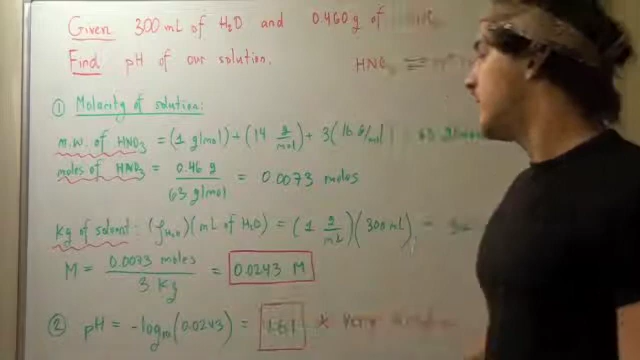 Given 300 mL of H₂O and 0.460 g of
Find pH of our solution. HNO
① Molarity of solution:
m.w. of HNO₃ = (1 g/mol) + (14 g/mol) + 3(16 g/mol)
moles of HNO₃ = 0.46 g / 63 g/mol = 0.0073 moles
Kg of solvent: (ρH₂O)(mL of H₂O) = (1 g/mL)(300 mL) =
M = 0.0073 moles / 3 Kg = 0.0243 M
② pH = -log₁₀(0.0243) = 1.61 * Very